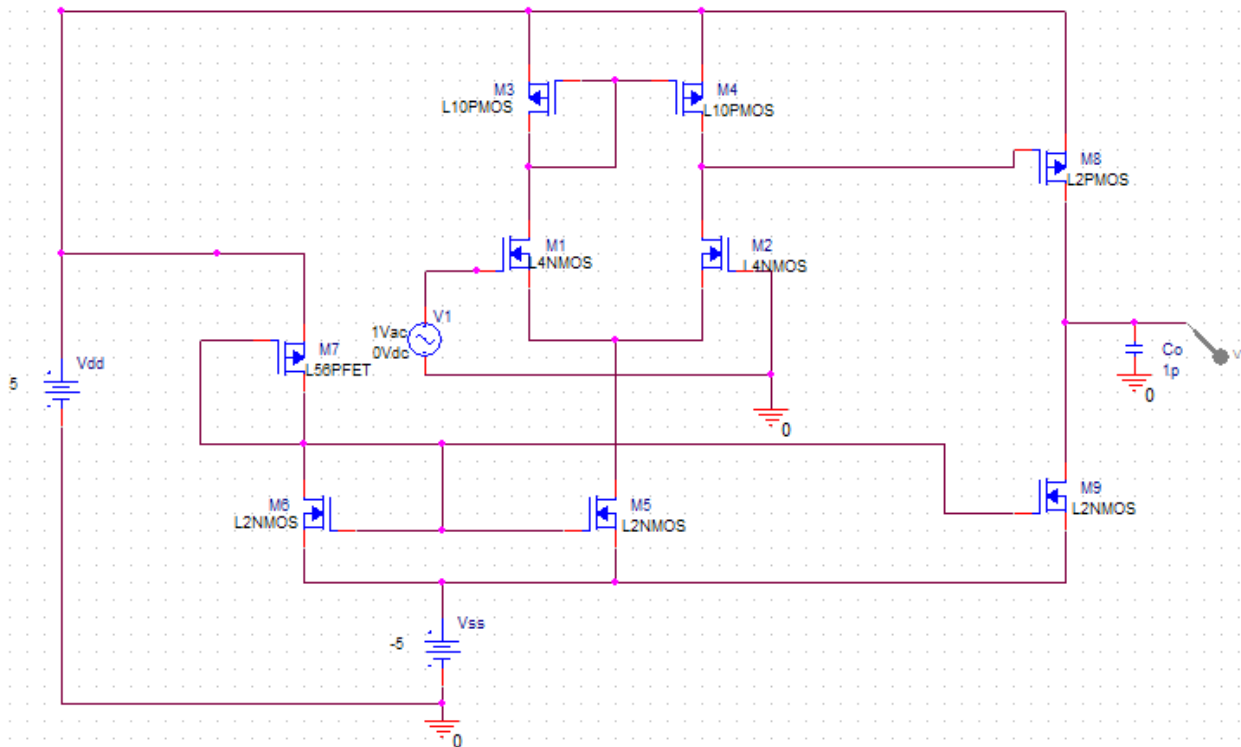 M3
L10PMOS
M4
L10PMOS
M8
L2PMOS
M1
L4NMOS
M2
L4NMOS
V1
1Vac
0Vdc
M7
L56PFET
Vdd
5
Co
1p
0
V
0
M6
L2NMOS
M5
L2NMOS
M9
L2NMOS
Vss
-5
0